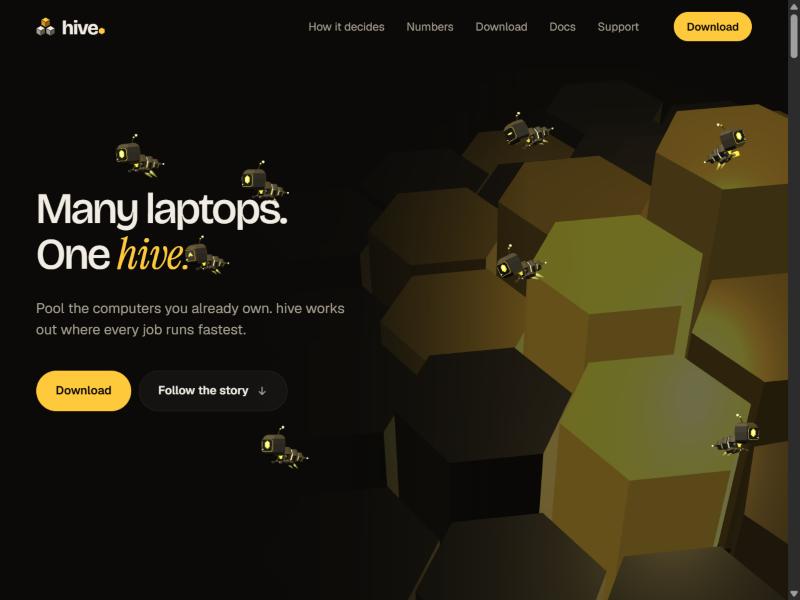 hive.
How it decides
Numbers
Download
Docs
Support
Download
Many laptops.
One hive.
Pool the computers you already own. hive works
out where every job runs fastest.
Download
Follow the story ↓